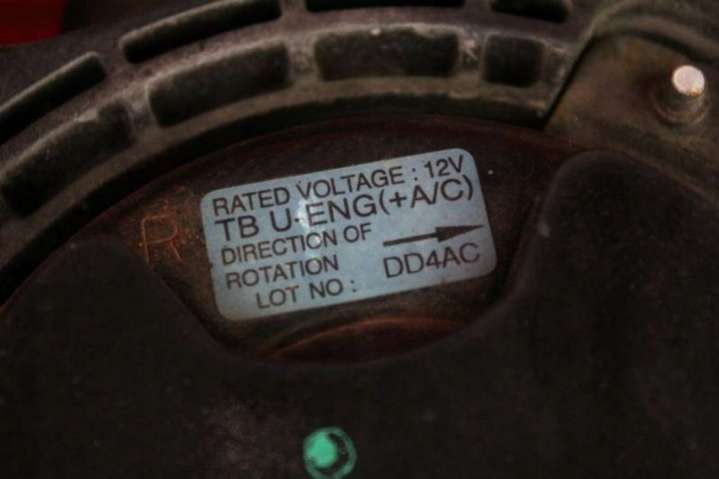 RATED VOLTAGE : 12V
TB U-ENG(+A/C)
DIRECTION OF
ROTATION
LOT NO : DD4AC
R